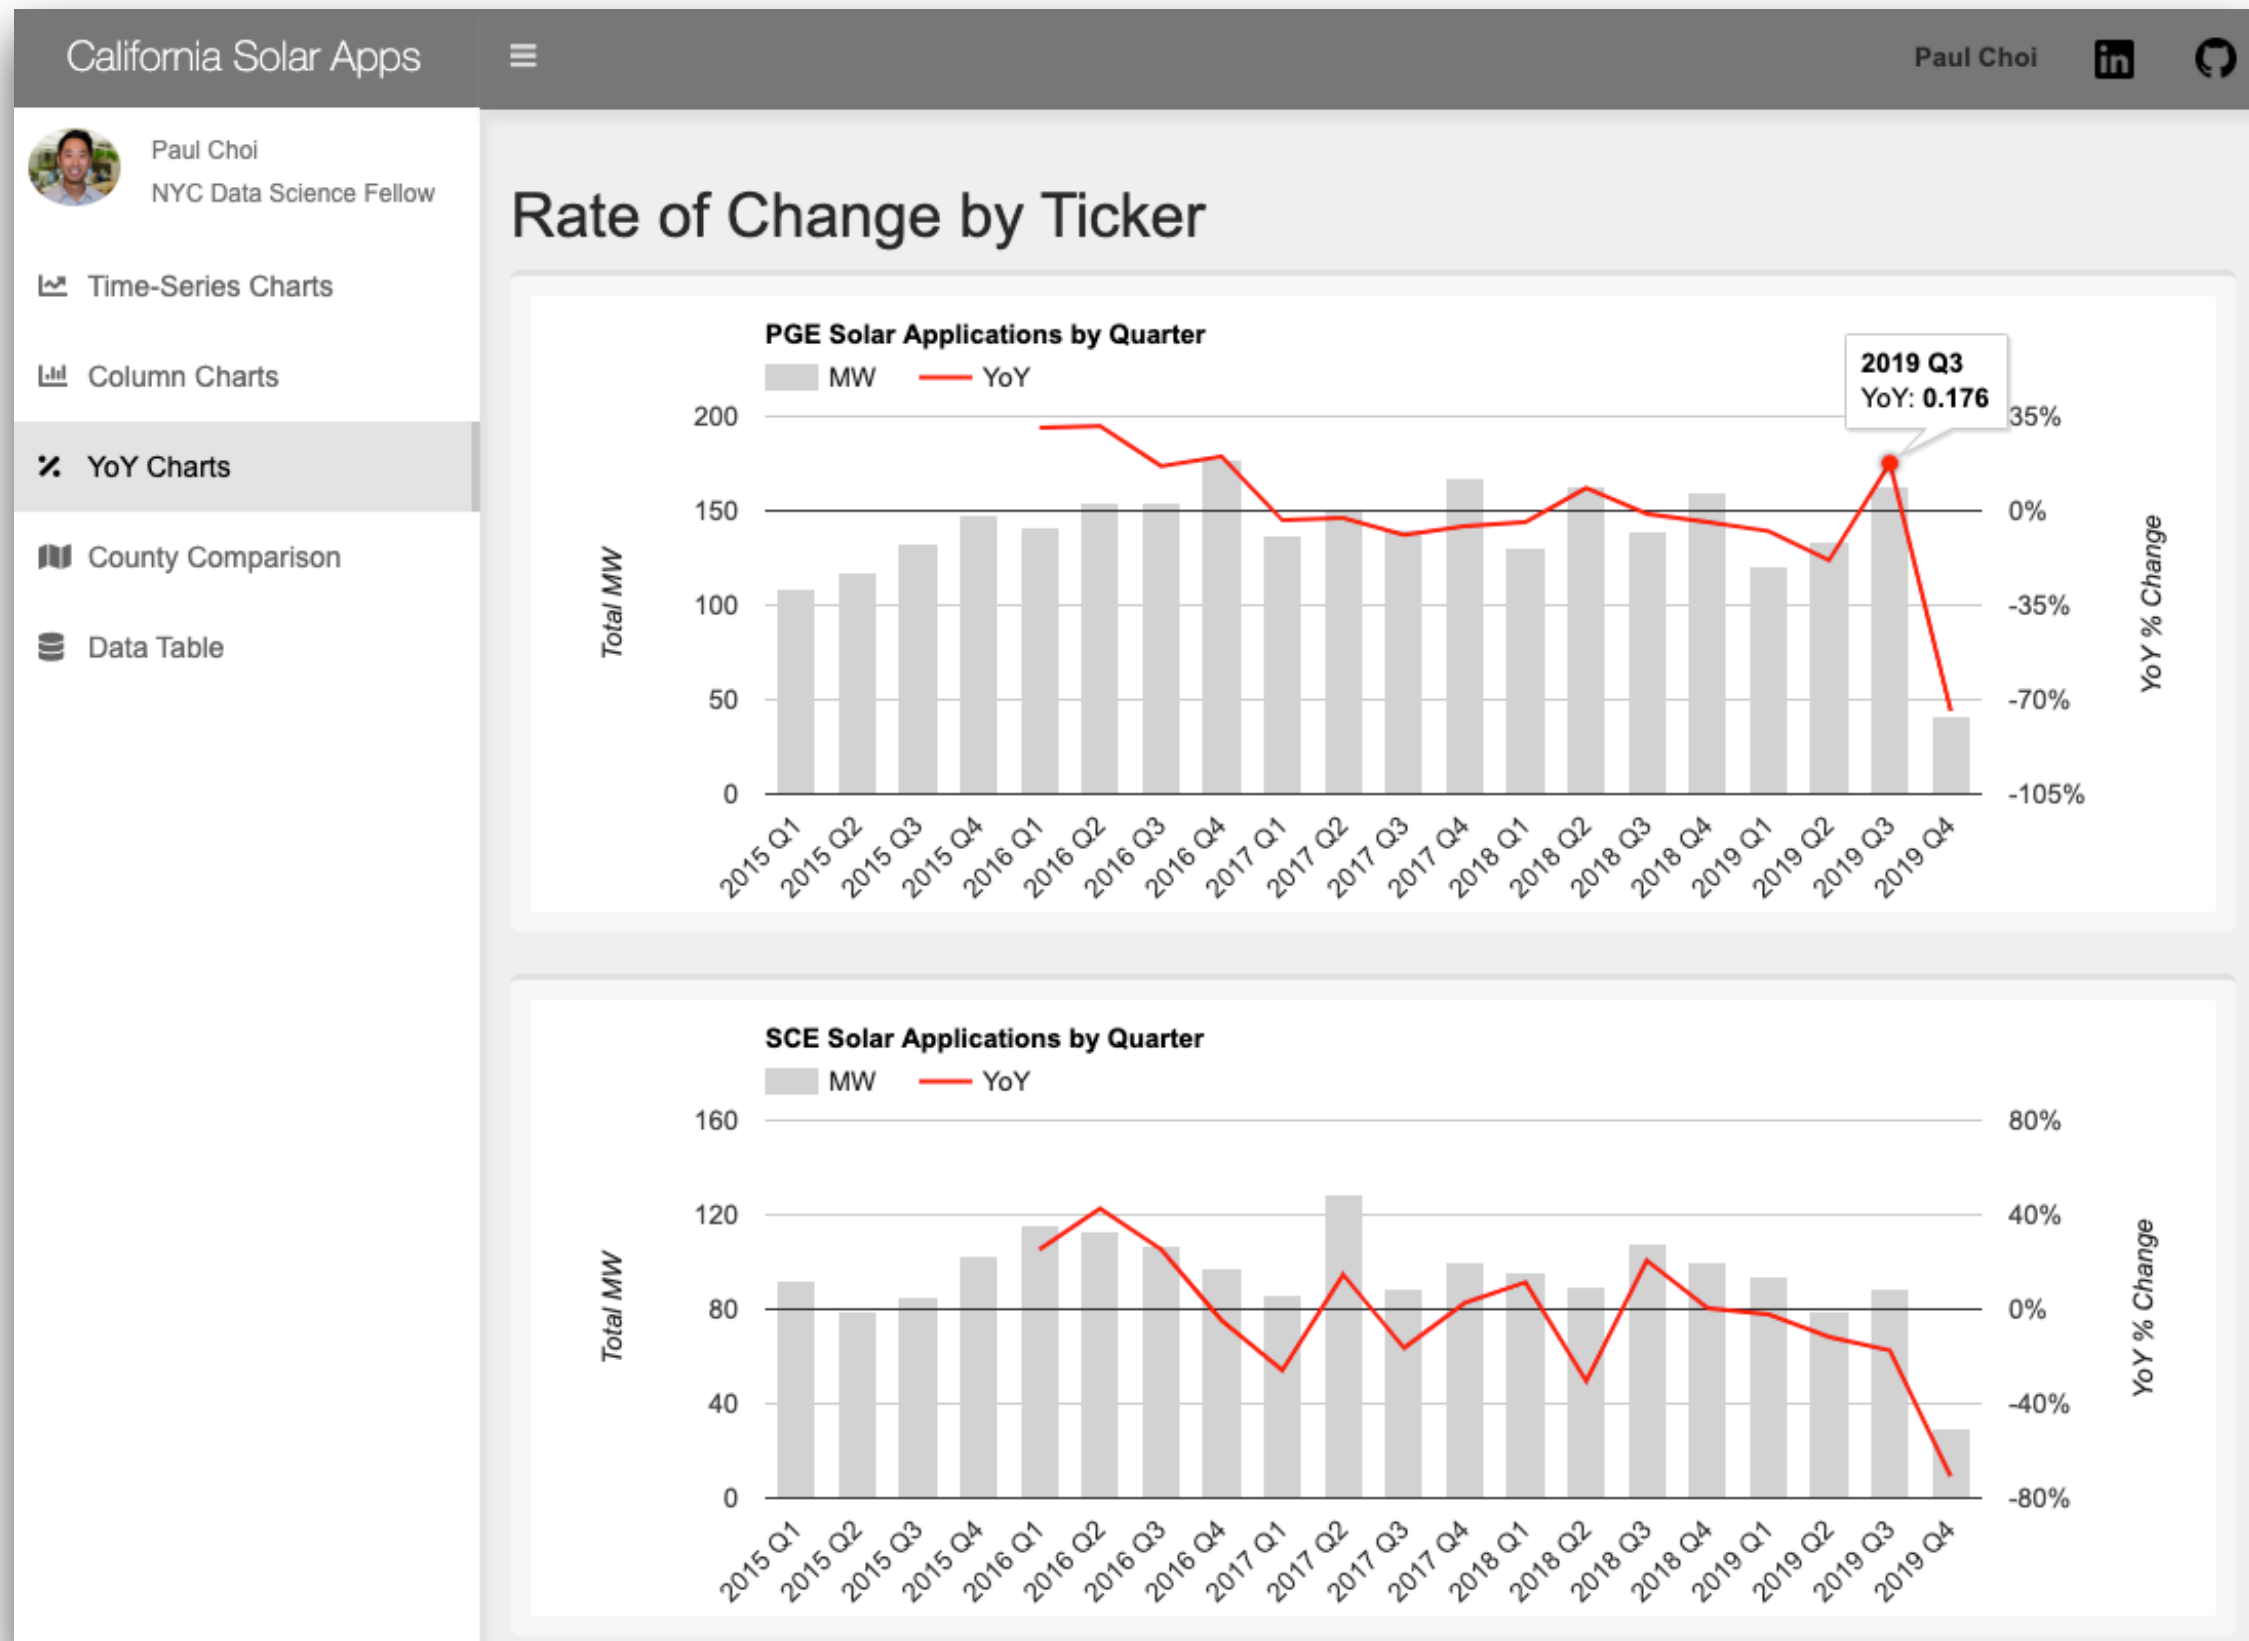 California Solar Apps
Paul Choi
Paul Choi
NYC Data Science Fellow
Time-Series Charts
Column Charts
YoY Charts
County Comparison
Data Table
Rate of Change by Ticker
PGE Solar Applications by Quarter
MW YoY
2019 Q3
YoY: 0.176
200 35%
150 0%
100 -35%
50 -70%
0 -105%
Total MW
YoY % Change
2015 Q1 2015 Q2 2015 Q3 2015 Q4 2016 Q1 2016 Q2 2016 Q3 2016 Q4 2017 Q1 2017 Q2 2017 Q3 2017 Q4 2018 Q1 2018 Q2 2018 Q3 2018 Q4 2019 Q1 2019 Q2 2019 Q3 2019 Q4
SCE Solar Applications by Quarter
MW YoY
160 80%
120 40%
80 0%
40 -40%
0 -80%
Total MW
YoY % Change
2015 Q1 2015 Q2 2015 Q3 2015 Q4 2016 Q1 2016 Q2 2016 Q3 2016 Q4 2017 Q1 2017 Q2 2017 Q3 2017 Q4 2018 Q1 2018 Q2 2018 Q3 2018 Q4 2019 Q1 2019 Q2 2019 Q3 2019 Q4